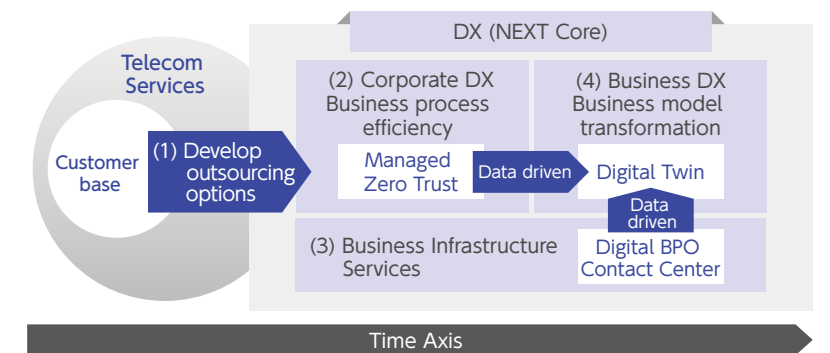 DX (NEXT Core)
Telecom
Services
Customer
base
(1) Develop
outsourcing
options
(2) Corporate DX
Business process
efficiency
Managed
Zero Trust
Data driven
(4) Business DX
Business model
transformation
Digital Twin
Data
driven
(3) Business Infrastructure
Services
Digital BPO
Contact Center
Time Axis